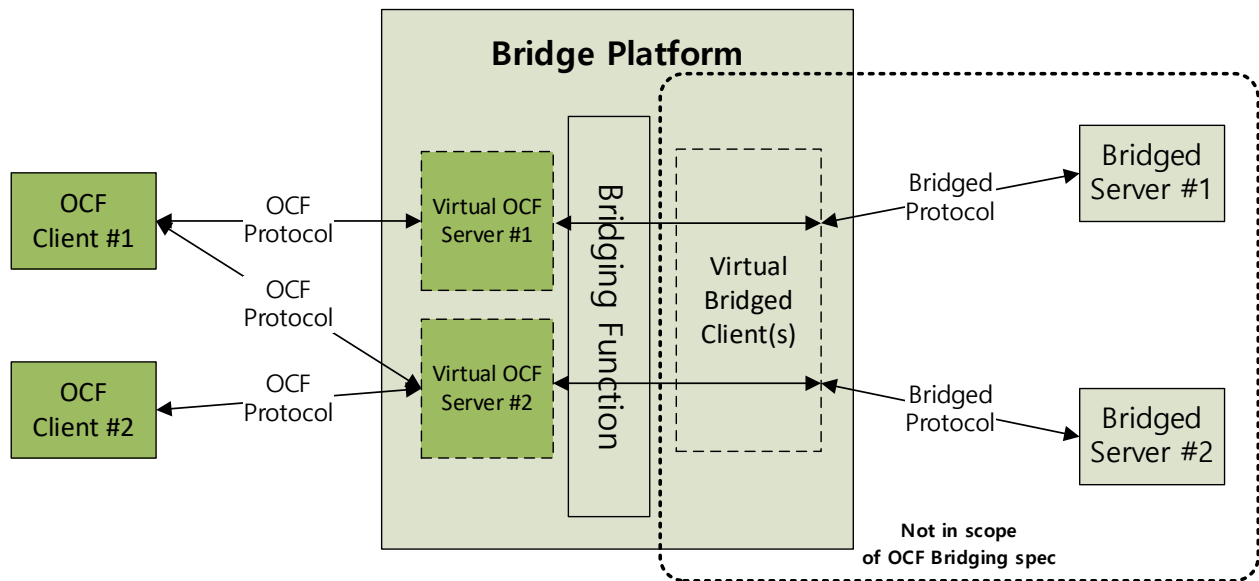 Bridge Platform
OCF
Client #1
OCF
Client #2
OCF
Protocol
OCF
Protocol
OCF
Protocol
Virtual OCF
Server #1
Virtual OCF
Server #2
Bridging Function
Virtual
Bridged
Client(s)
Bridged
Protocol
Bridged
Protocol
Bridged
Server #1
Bridged
Server #2
Not in scope
of OCF Bridging spec